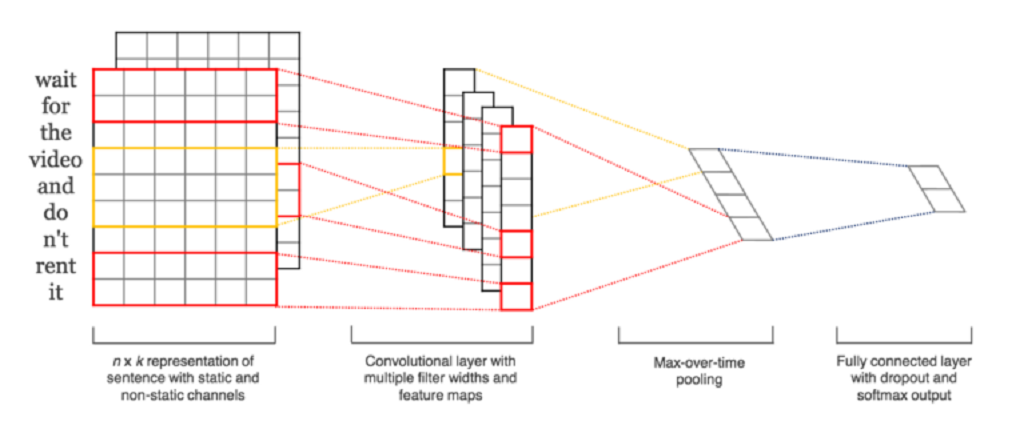 wait
for
the
video
and
do
n't
rent
it
n x k representation of
sentence with static and
non-static channels
Convolutional layer with
multiple filter widths and
feature maps
Max-over-time
pooling
Fully connected layer
with dropout and
softmax output